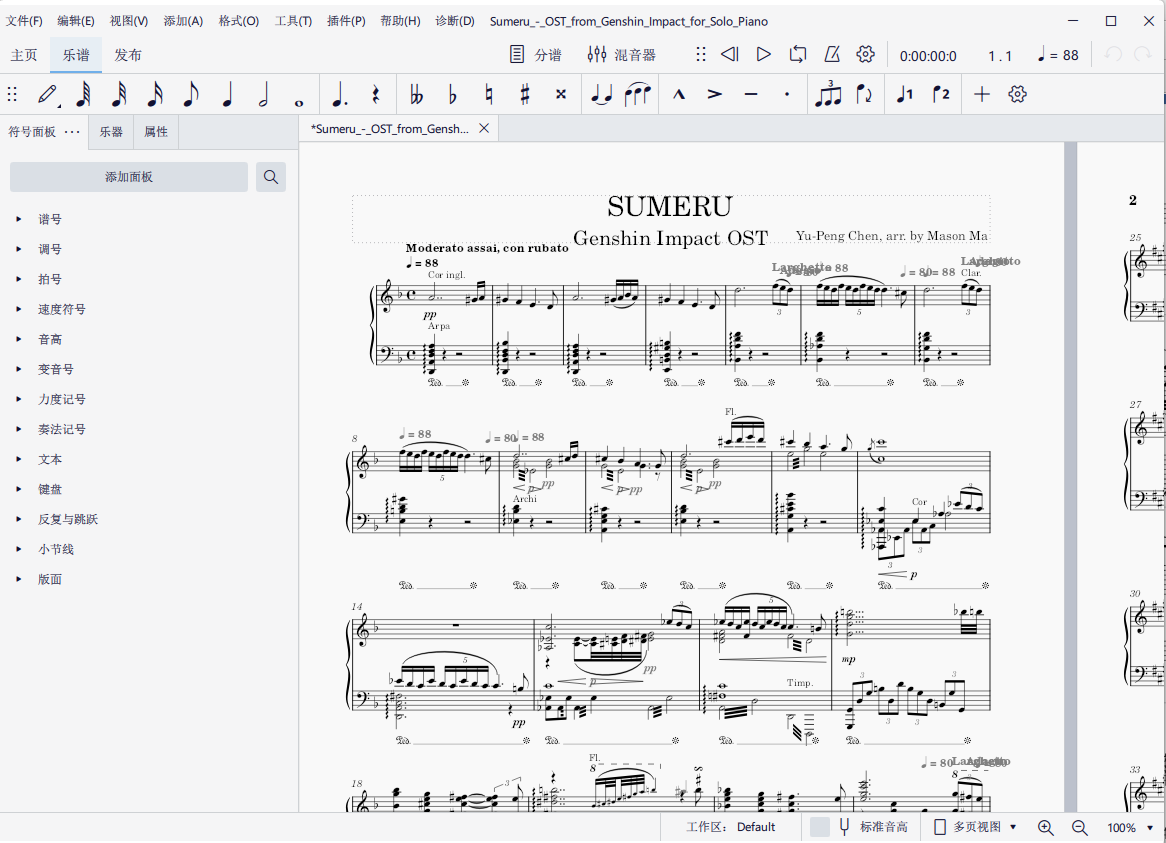 文件(F) 编辑(E) 视图(V) 添加(A) 格式(O) 工具(T) 插件(P) 帮助(H) 诊断(D) Sumeru_-_OST_from_Genshin_Impact_for_Solo_Piano
主页 乐谱 发布 分谱 混音器 0:00:00:0 1 . 1 = 88
符号面板 ··· 乐器 属性 *Sumeru_-_OST_from_Gensh...
添加面板
谱号
调号
拍号
速度符号
音高
变音号
力度记号
奏法记号
文本
键盘
反复与跳跃
小节线
版面
SUMERU
Genshin Impact OST
Yu-Peng Chen, arr. by Mason Ma
Moderato assai, con rubato
= 88
Cor ingl.
Larghetto 88 = 80 = 88
Clar.
pp
Arpa
3 5 3
8
= 88 = 80 = 88
Fl.
5
p pp p pp p pp
Archi
Cor
3
3 3
p
14
5
3
5
pp
p
pp
mp
Timp.
3 3
3 3
18
3
Fl.
8
= 80
8
2
25
27
30
33
工作区： Default 标准音高 多页视图 100%